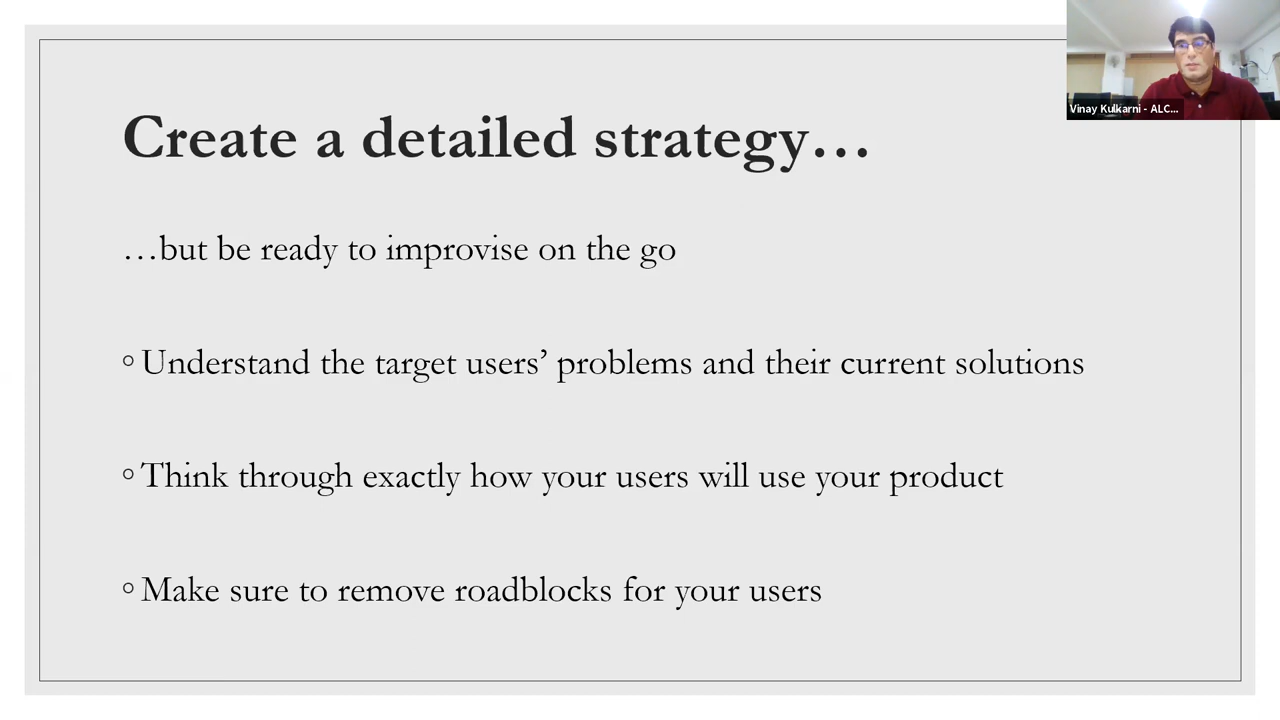 Create a detailed strategy…
…but be ready to improvise on the go
Understand the target users’ problems and their current solutions
Think through exactly how your users will use your product
Make sure to remove roadblocks for your users
Vinay Kulkarni - ALC...